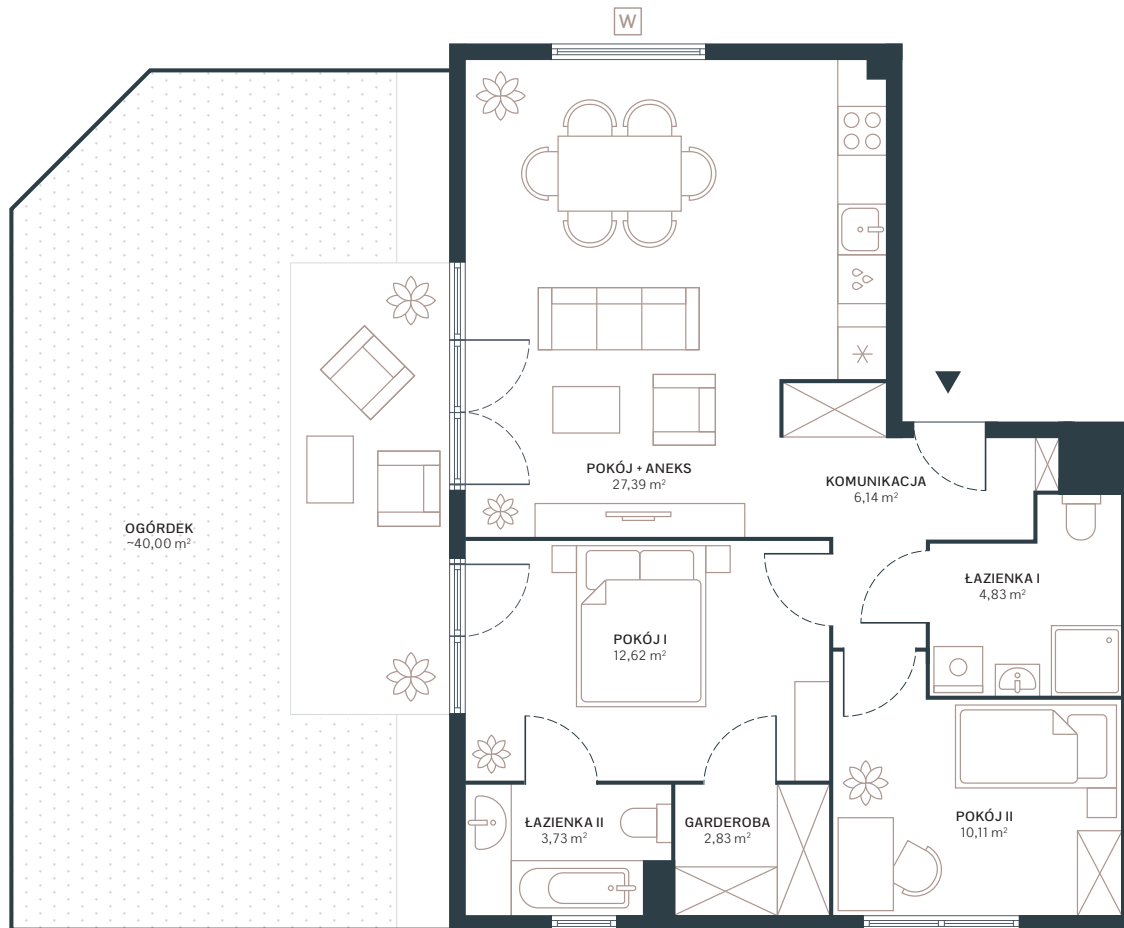 W
POKÓJ + ANEKS
27,39 m²
KOMUNIKACJA
6,14 m²
OGÓRDEK
~40,00 m²
ŁAZIENKA I
4,83 m²
POKÓJ I
12,62 m²
ŁAZIENKA II
3,73 m²
GARDEROBA
2,83 m²
POKÓJ II
10,11 m²